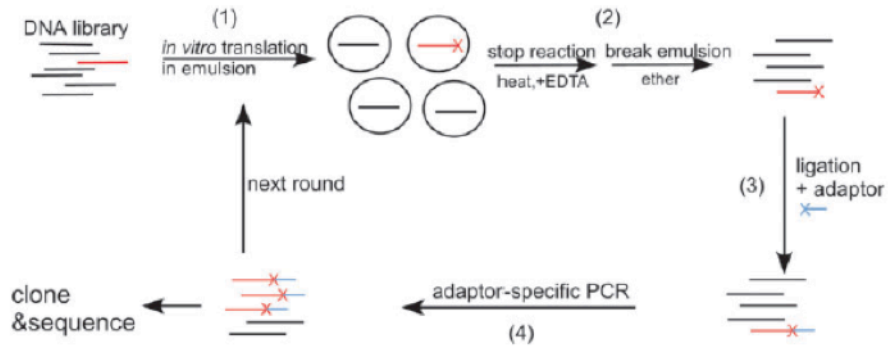 DNA library
(1)
in vitro translation
in emulsion
(2)
stop reaction
heat,+EDTA
break emulsion
ether
(3)
ligation
+ adaptor
adaptor-specific PCR
(4)
next round
clone
&sequence